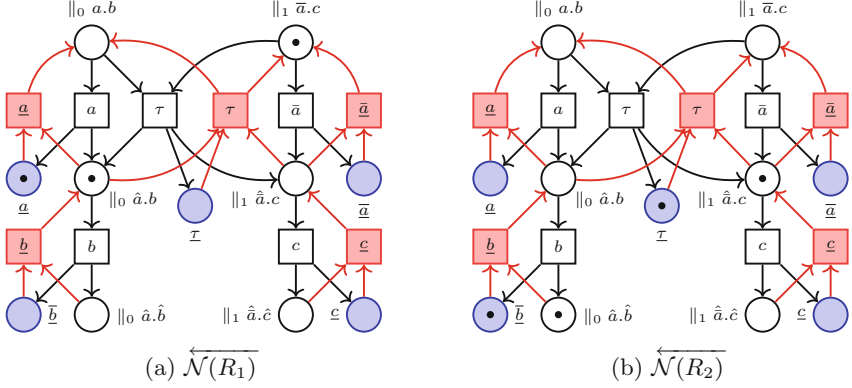 ∥₀ a.b ∥₁ a̅.c ∥₀ a.b ∥₁ a̅.c
a̲ a τ τ a̅ a̲̅ a̲ a τ τ a̅ a̲̅
a̲ ∥₀ â.b τ̲ ∥₁ â̅.c a̲̅ a̲ ∥₀ â.b τ̲ ∥₁ â̅.c a̲̅
b̲ b c c̲ b̲ b c c̲
b̲̅ ∥₀ â.b̂ ∥₁ â̅.ĉ c̲ b̲̅ ∥₀ â.b̂ ∥₁ â̅.ĉ c̲
(a) 𝒩(R₁) (b) 𝒩(R₂)